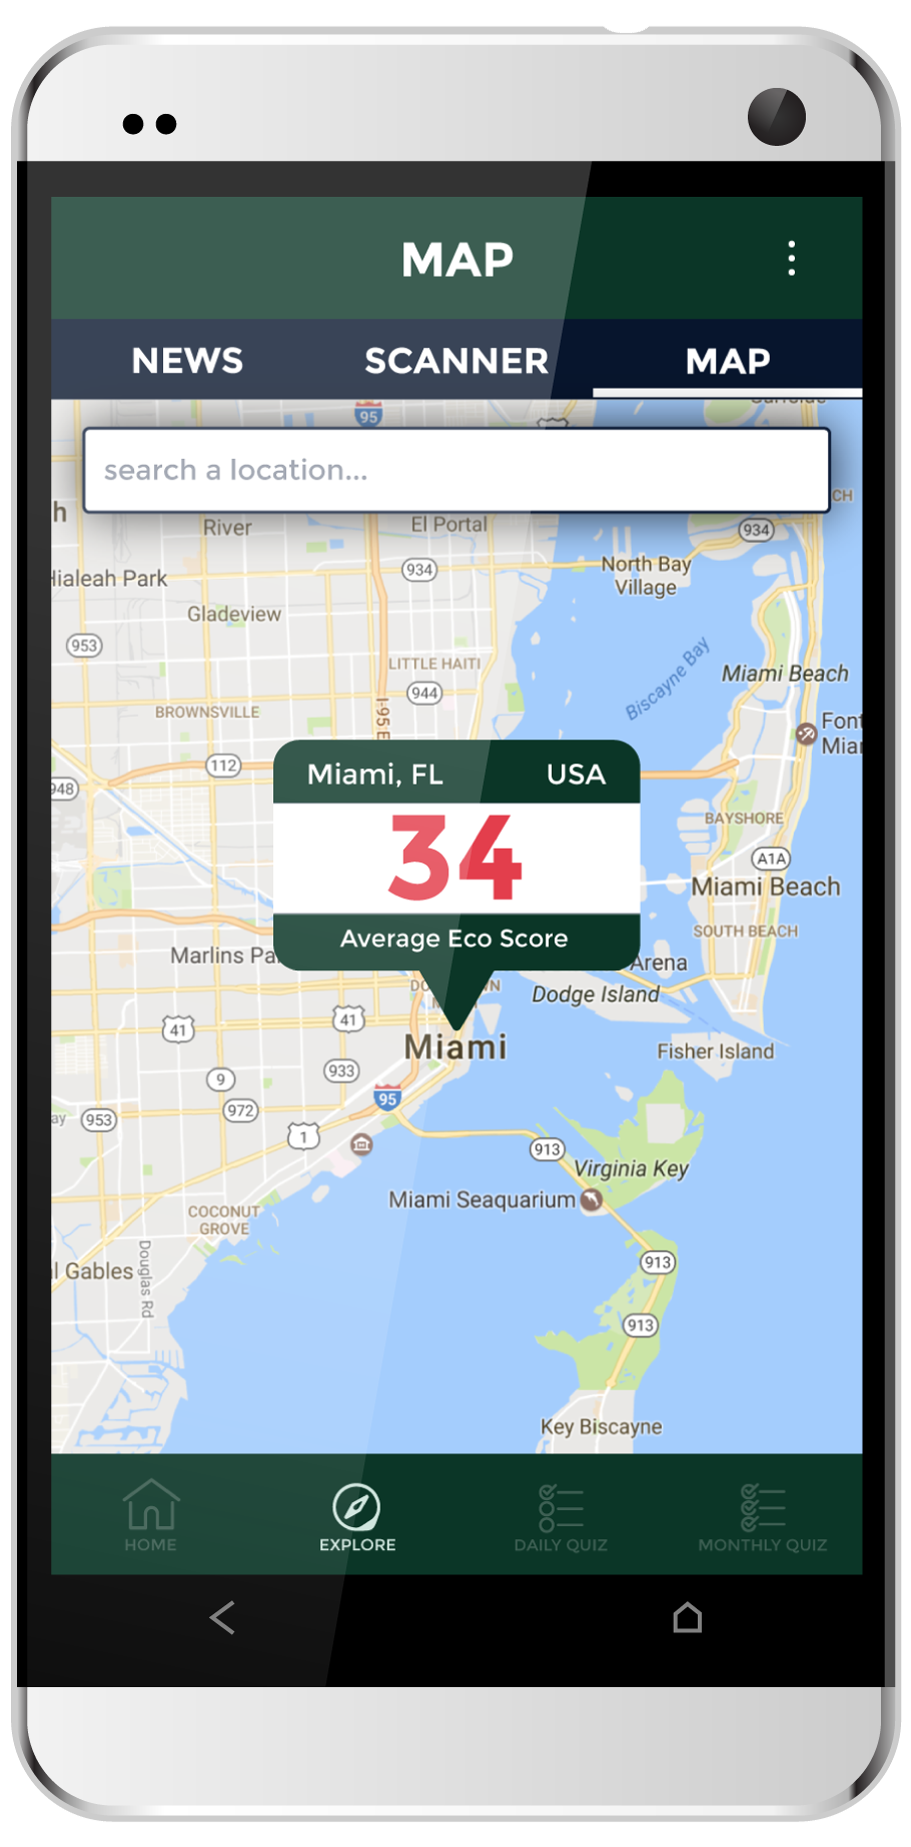 MAP
NEWS SCANNER MAP
95
search a location...
CH
h
River
El Portal
934
934
North Bay
Village
Hialeah Park
Gladeview
953
LITTLE HAITI
Biscayne Bay
Miami Beach
944
BROWNSVILLE
I-95 E
Font
Miar
112
948
Miami, FL USA
34
Average Eco Score
BAYSHORE
A1A
Miami Beach
SOUTH BEACH
Marlins Pa
Arena
Dodge Island
41
41
Miami
Fisher Island
933
9
95
972
953
ay
1
913
Virginia Key
Miami Seaquarium
COCONUT
GROVE
Douglas Rd
l Gables
913
913
Key Biscayne
HOME EXPLORE DAILY QUIZ MONTHLY QUIZ